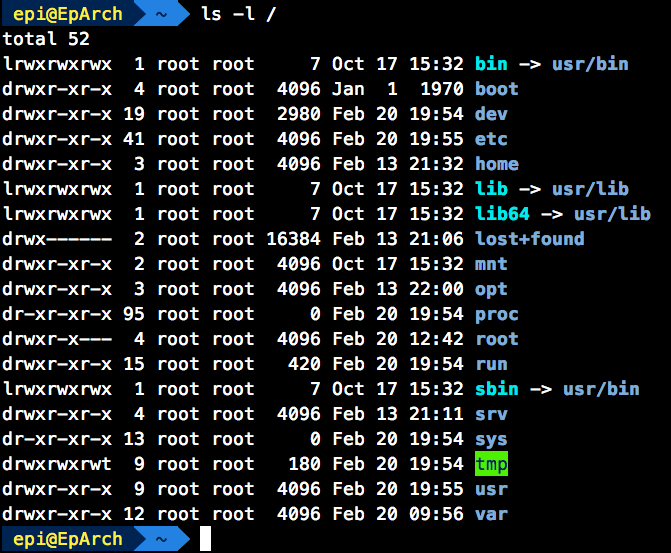 epi@EpArch ~ ls -l /
total 52
lrwxrwxrwx 1 root root 7 Oct 17 15:32 bin -> usr/bin
drwxr-xr-x 4 root root 4096 Jan 1 1970 boot
drwxr-xr-x 19 root root 2980 Feb 20 19:54 dev
drwxr-xr-x 41 root root 4096 Feb 20 19:55 etc
drwxr-xr-x 3 root root 4096 Feb 13 21:32 home
lrwxrwxrwx 1 root root 7 Oct 17 15:32 lib -> usr/lib
lrwxrwxrwx 1 root root 7 Oct 17 15:32 lib64 -> usr/lib
drwx------ 2 root root 16384 Feb 13 21:06 lost+found
drwxr-xr-x 2 root root 4096 Oct 17 15:32 mnt
drwxr-xr-x 3 root root 4096 Feb 13 22:00 opt
dr-xr-xr-x 95 root root 0 Feb 20 19:54 proc
drwxr-x--- 4 root root 4096 Feb 20 12:42 root
drwxr-xr-x 15 root root 420 Feb 20 19:54 run
lrwxrwxrwx 1 root root 7 Oct 17 15:32 sbin -> usr/bin
drwxr-xr-x 4 root root 4096 Feb 13 21:11 srv
dr-xr-xr-x 13 root root 0 Feb 20 19:54 sys
drwxrwxrwt 9 root root 180 Feb 20 19:54 tmp
drwxr-xr-x 9 root root 4096 Feb 20 19:55 usr
drwxr-xr-x 12 root root 4096 Feb 20 09:56 var
epi@EpArch ~